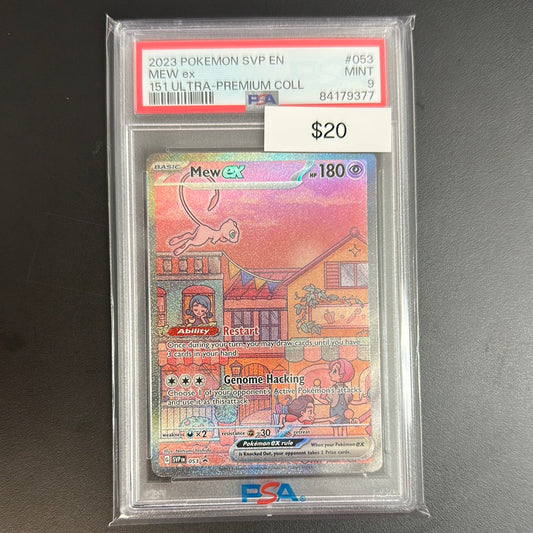 2023 POKEMON SVP EN #053
MEW ex MINT
151 ULTRA-PREMIUM COLL 9
PSA 84179377
$20
BASIC Mew ex HP 180
Ability Restart
Once during your turn, you may draw cards until you have
3 cards in your hand.
Genome Hacking
Choose 1 of your opponent's Active Pokémon's attacks
and use it as this attack.
weakness ×2 resistance -30 retreat
Pokémon ex rule When your Pokémon ex
is Knocked Out, your opponent takes 2 Prize cards.
SVP EN 053
PSA